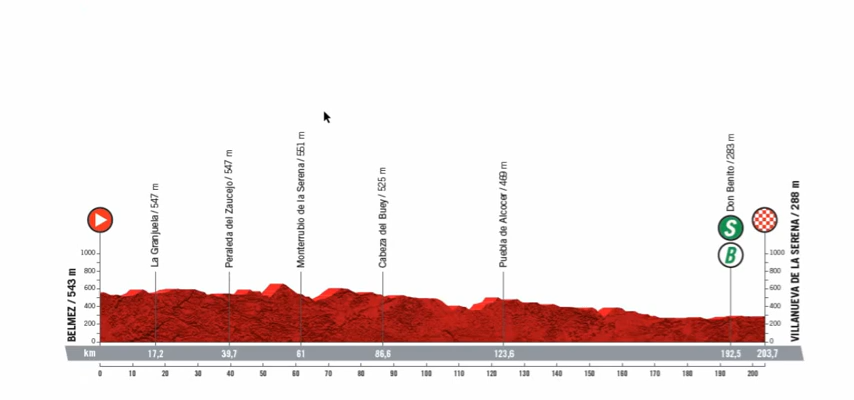 BELMEZ / 543 m
La Granjuela / 547 m
Peraleda del Zaucejo / 547 m
Monterrubio de la Serena / 551 m
Cabeza del Buey / 525 m
Puebla de Alcocer / 469 m
Don Benito / 283 m
S
B
VILLANUEVA DE LA SERENA / 288 m
1000
800
600
400
200
0
1000
800
600
400
200
0
km 17,2 39,7 61 86,6 123,6 192,5 203,7
0 10 20 30 40 50 60 70 80 90 100 110 120 130 140 150 160 170 180 190 200